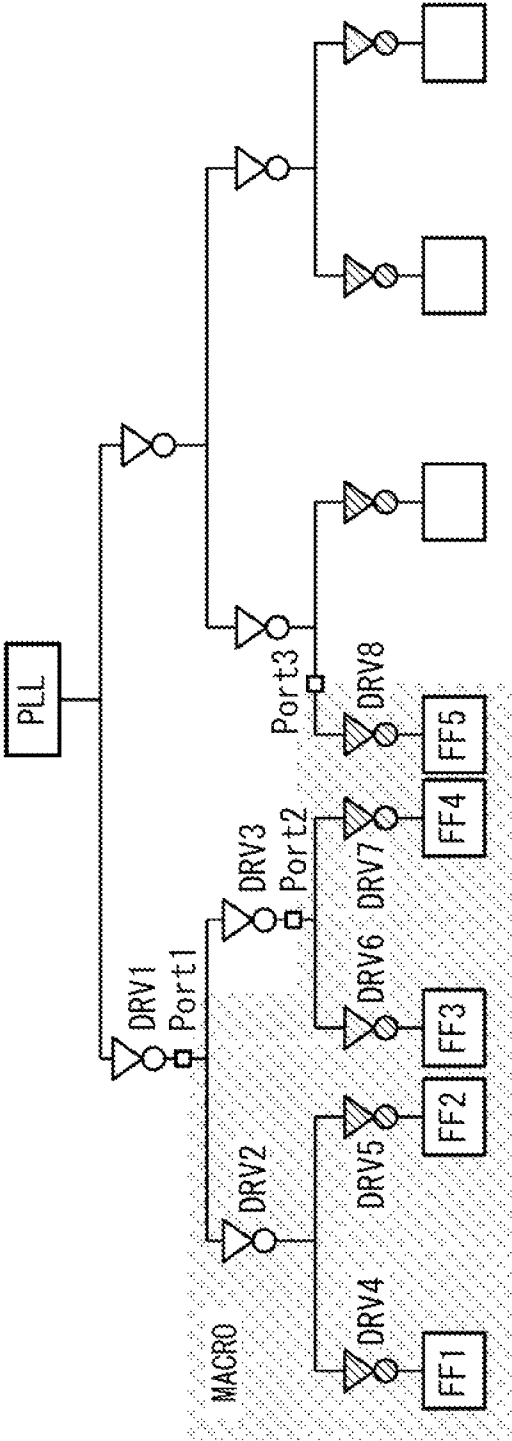 PLL
DRV1
Port1
DRV2
DRV3
Port2
Port3
MACRO
DRV4
DRV5
DRV6
DRV7
DRV8
FF1
FF2
FF3
FF4
FF5